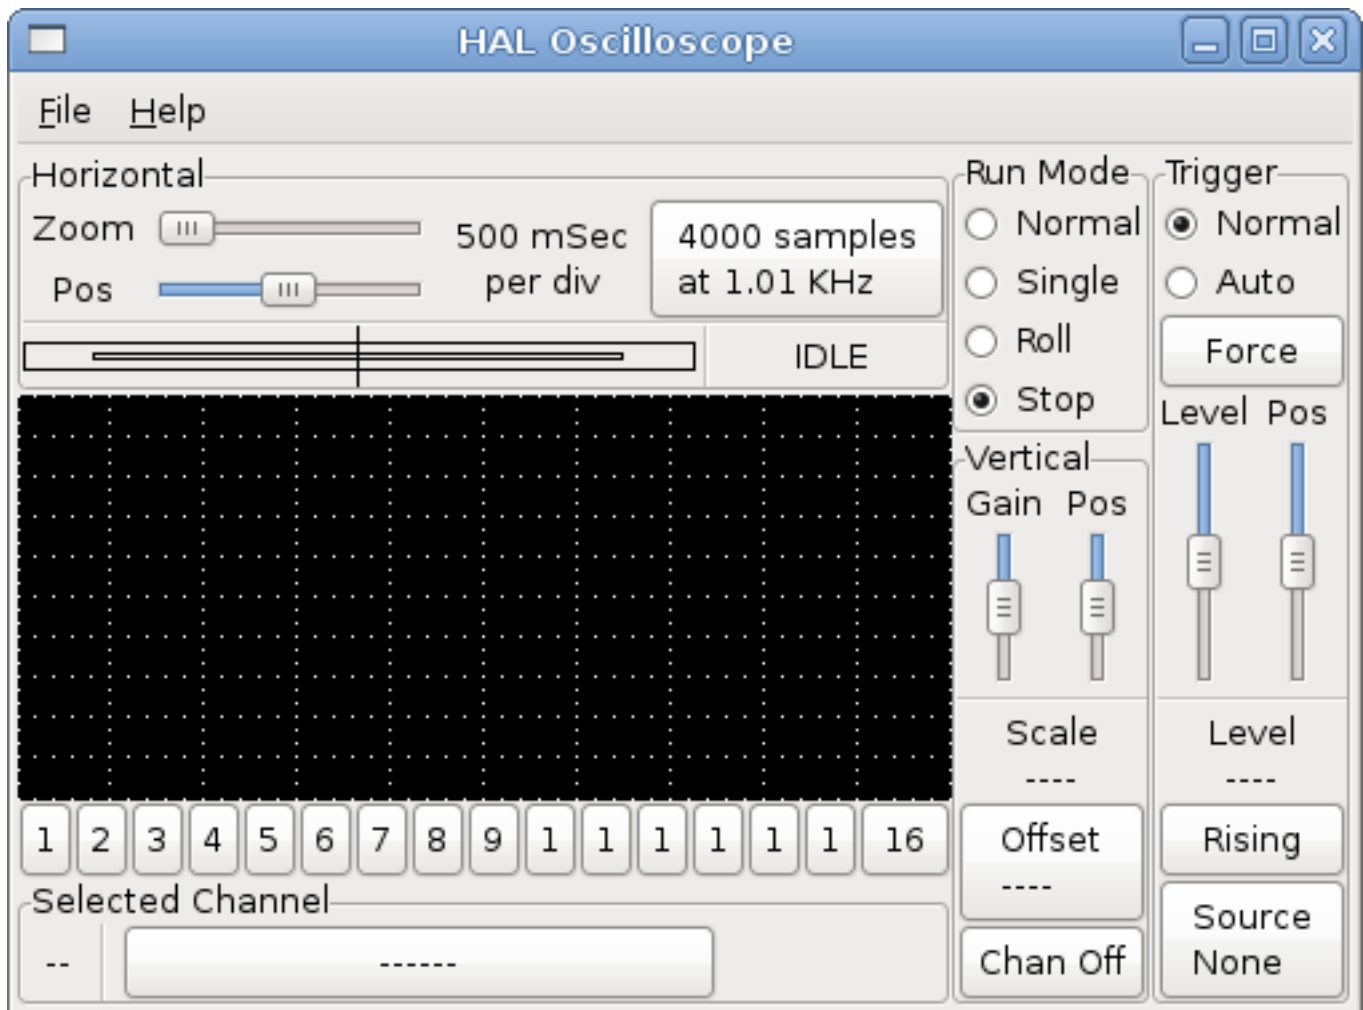 HAL Oscilloscope
File Help
Horizontal
Zoom
Pos
500 mSec
per div
4000 samples
at 1.01 KHz
IDLE
Run Mode
Normal
Single
Roll
Stop
Trigger
Normal
Auto
Force
Level Pos
Vertical
Gain Pos
Scale
----
Level
----
1 2 3 4 5 6 7 8 9 1 1 1 1 1 1 16
Offset
----
Rising
Selected Channel
--
------
Chan Off
Source
None